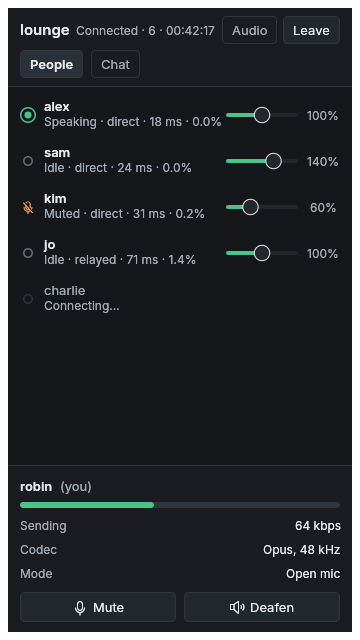 lounge Connected · 6 · 00:42:17 Audio Leave
People Chat
alex
Speaking · direct · 18 ms · 0.0% 100%
sam
Idle · direct · 24 ms · 0.0% 140%
kim
Muted · direct · 31 ms · 0.2% 60%
jo
Idle · relayed · 71 ms · 1.4% 100%
charlie
Connecting...
robin (you)
Sending 64 kbps
Codec Opus, 48 kHz
Mode Open mic
Mute Deafen